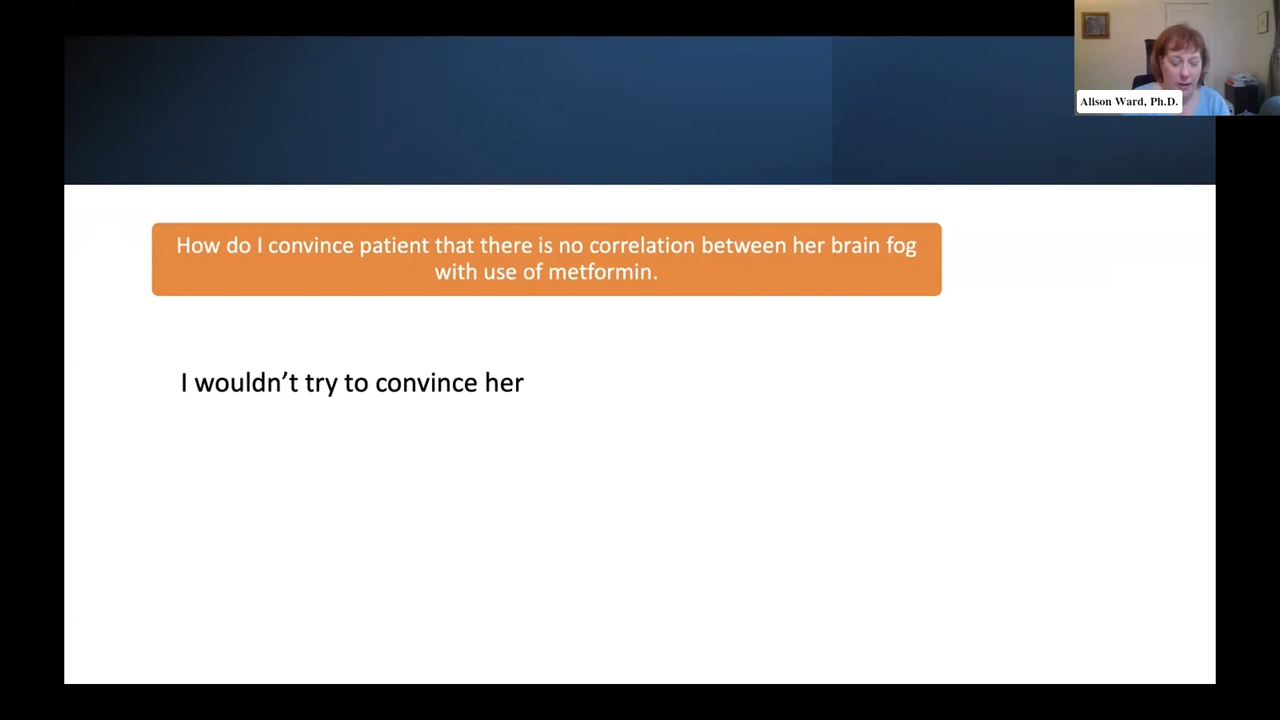 Alison Ward, Ph.D.
How do I convince patient that there is no correlation between her brain fog
with use of metformin.
I wouldn’t try to convince her